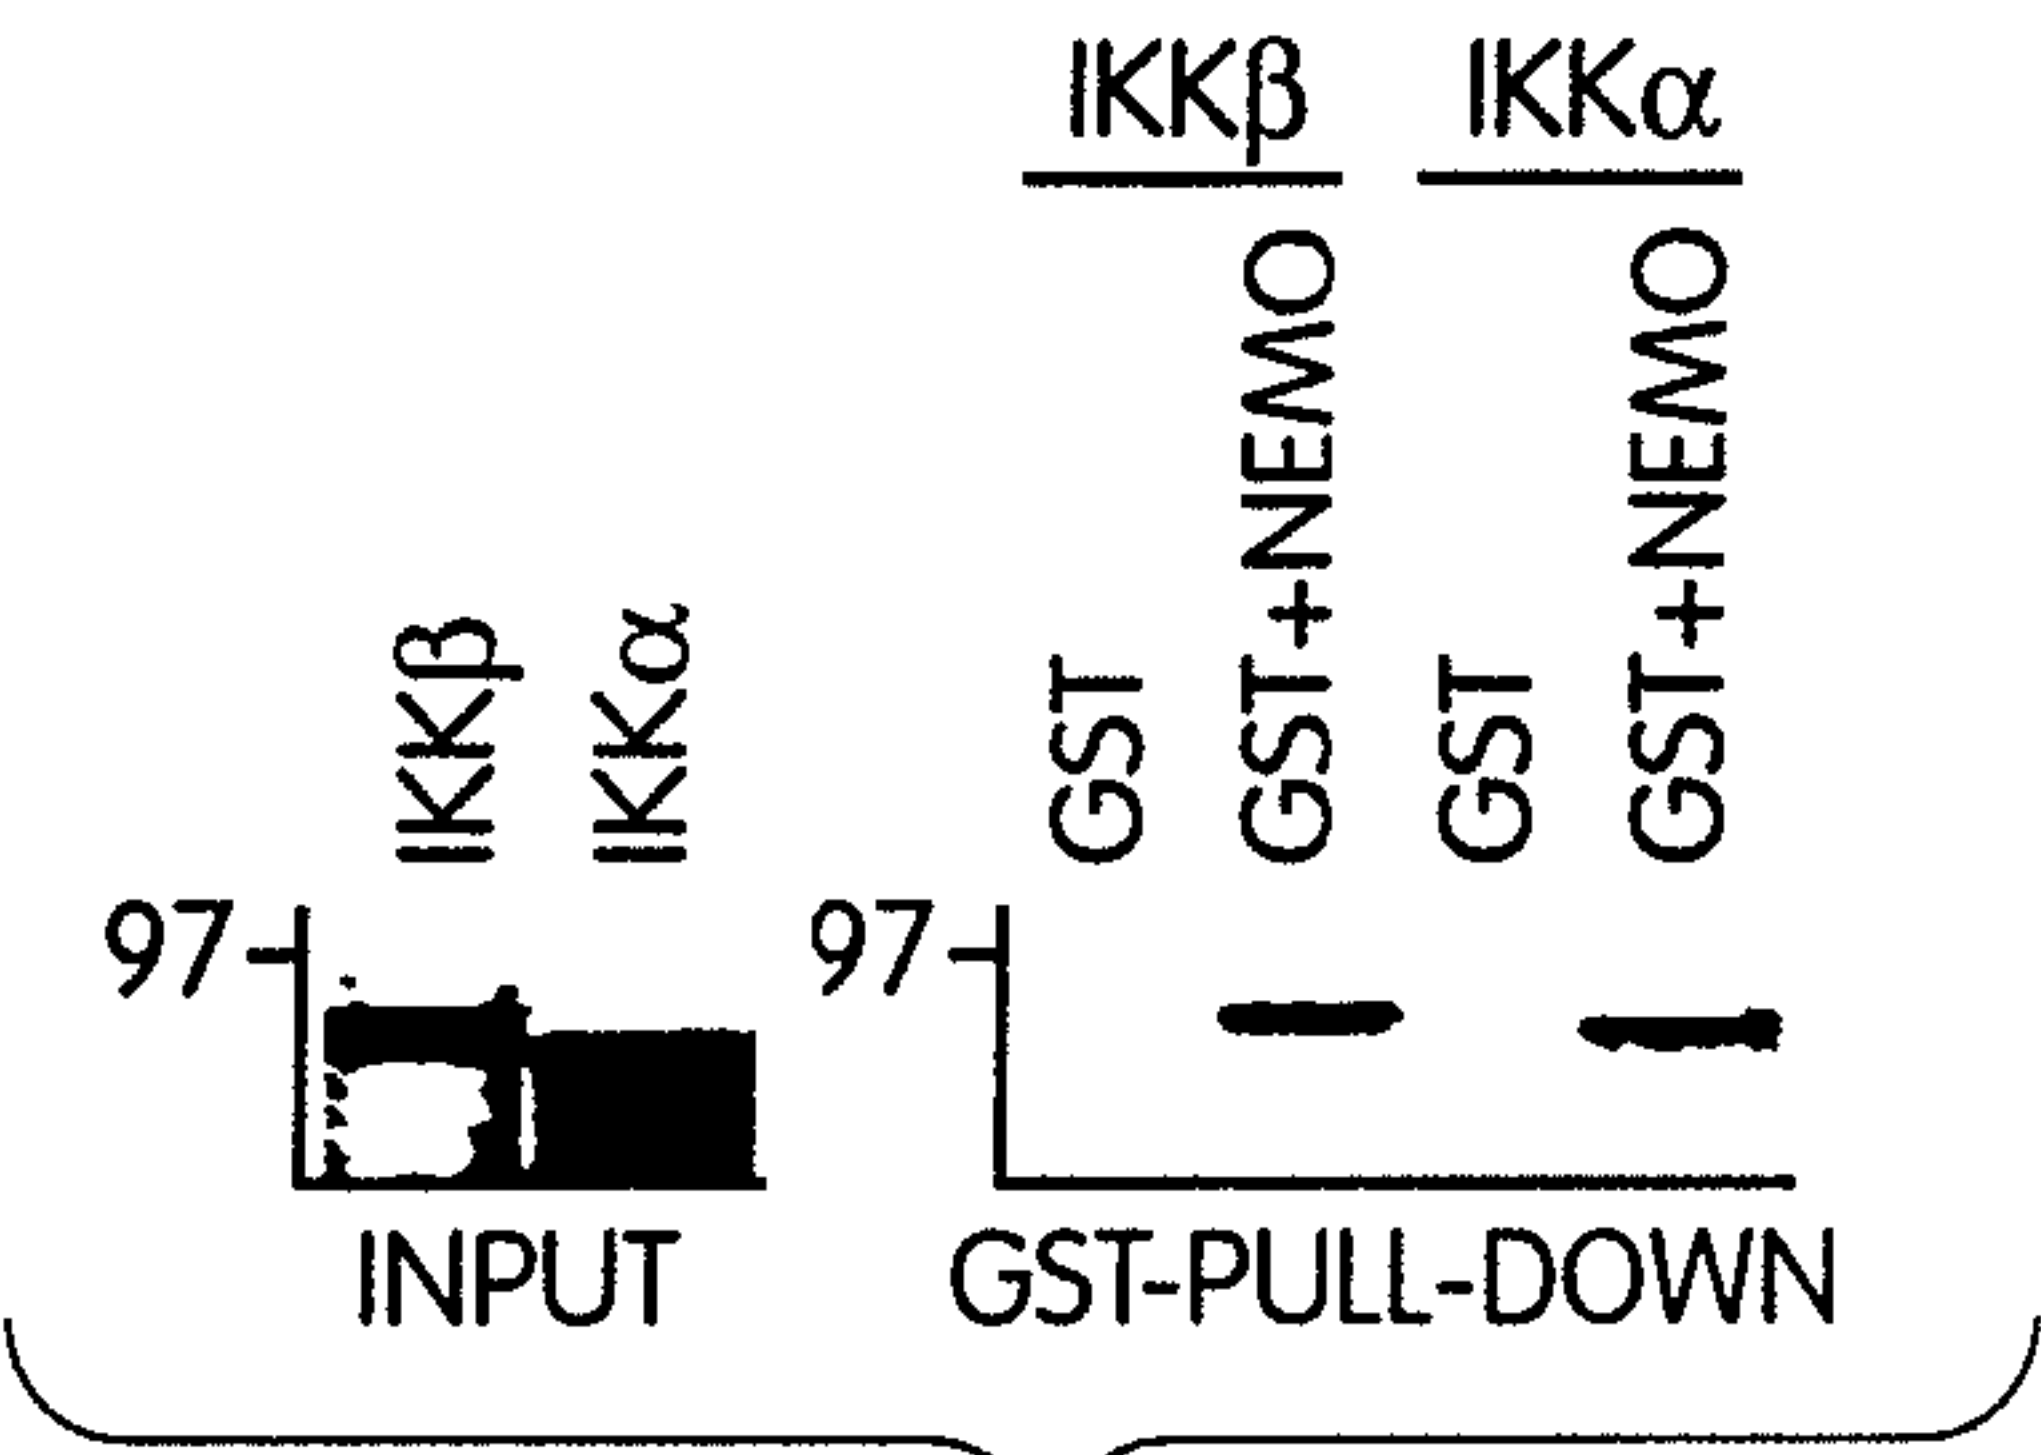 IKKβ IKKα
GST GST+NEMO GST GST+NEMO
IKKβ IKKα
97 97
INPUT GST-PULL-DOWN